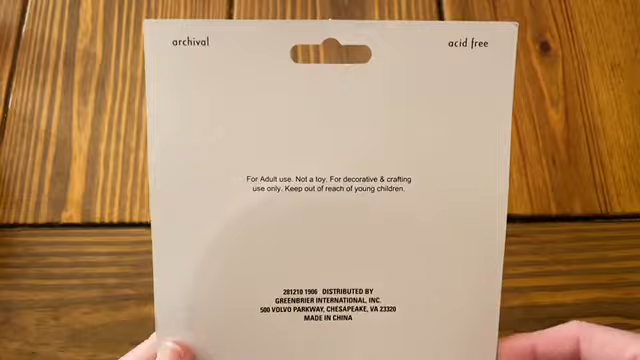 archival
acid free
For Adult use. Not a toy. For decorative & crafting
use only. Keep out of reach of young children.
281210 1906 DISTRIBUTED BY
GREENBRIER INTERNATIONAL, INC.
500 VOLVO PARKWAY, CHESAPEAKE, VA 23320
MADE IN CHINA